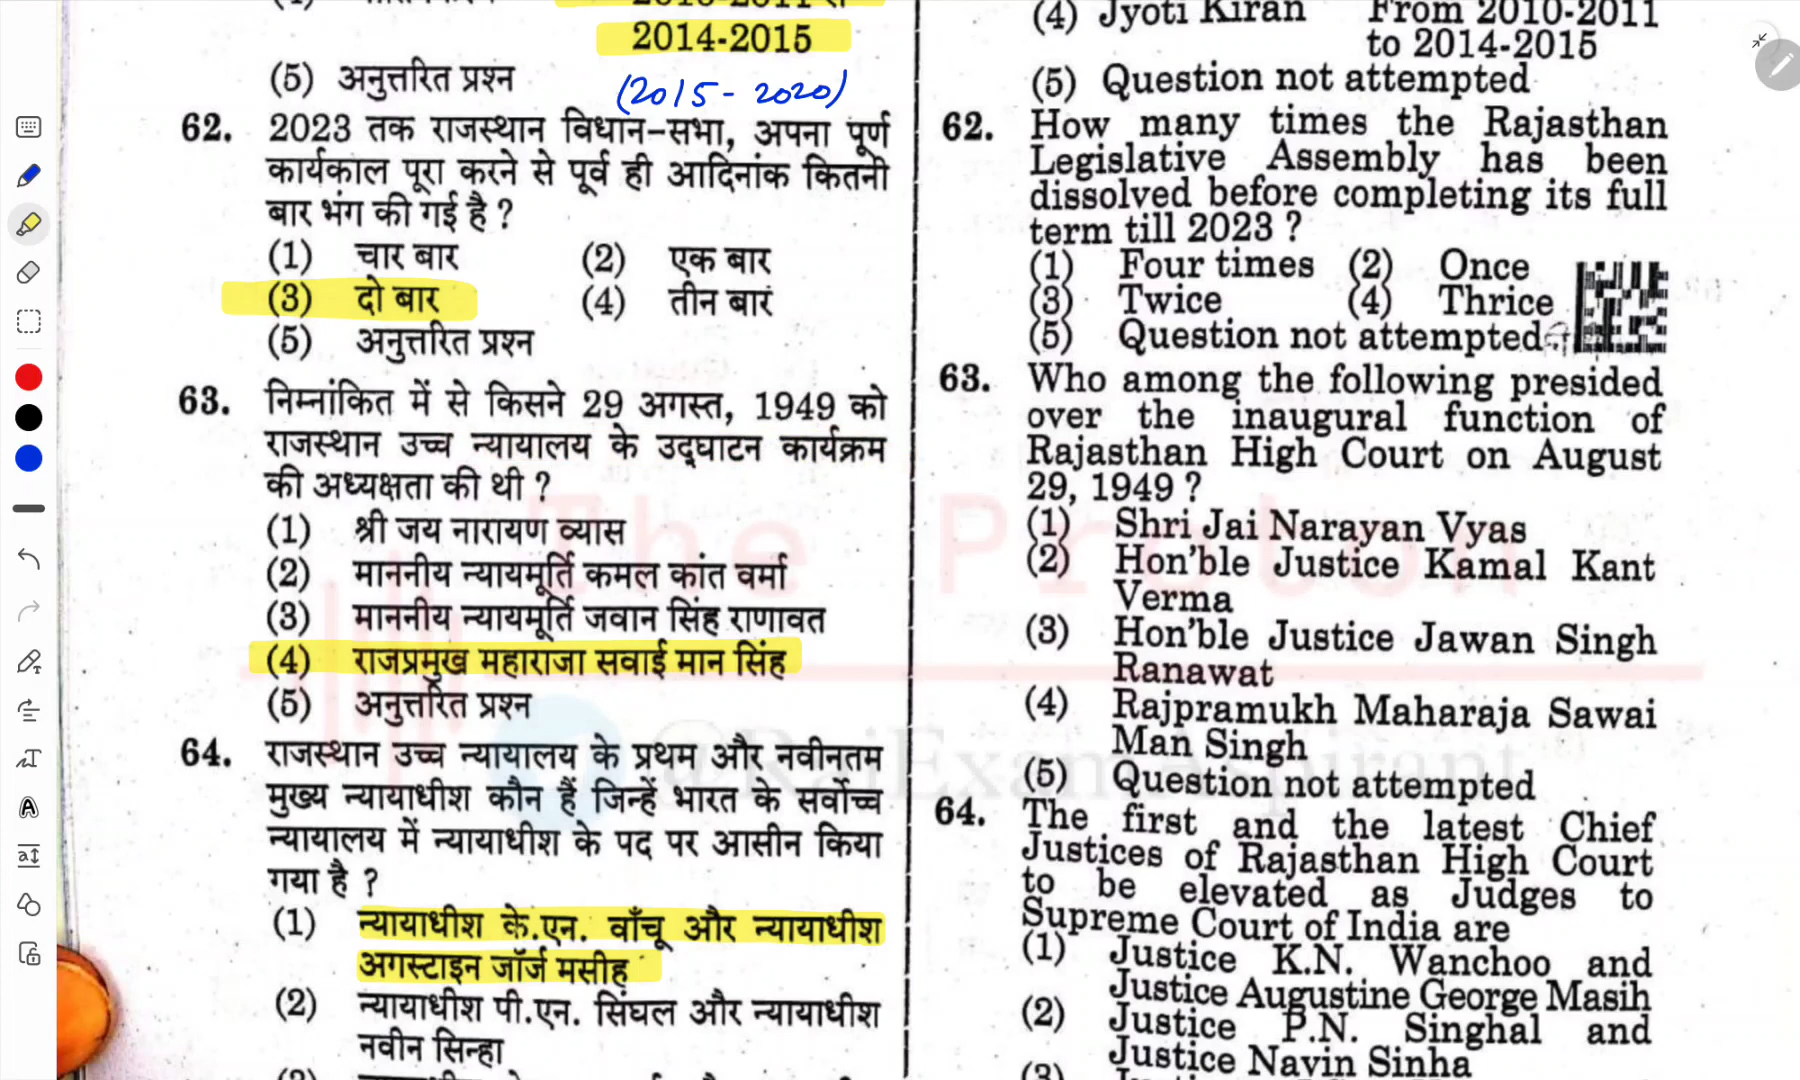 2014-2015
(5) अनुत्तरित प्रश्न
(2015-2020)
62. 2023 तक राजस्थान विधान-सभा, अपना पूर्ण
कार्यकाल पूरा करने से पूर्व ही आदिनांक कितनी
बार भंग की गई है ?
(1) चार बार (2) एक बार
(3) दो बार (4) तीन बार
(5) अनुत्तरित प्रश्न
63. निम्नांकित में से किसने 29 अगस्त, 1949 को
राजस्थान उच्च न्यायालय के उद्घाटन कार्यक्रम
की अध्यक्षता की थी ?
(1) श्री जय नारायण व्यास
(2) माननीय न्यायमूर्ति कमल कांत वर्मा
(3) माननीय न्यायमूर्ति जवान सिंह राणावत
(4) राजप्रमुख महाराजा सवाई मान सिंह
(5) अनुत्तरित प्रश्न
64. राजस्थान उच्च न्यायालय के प्रथम और नवीनतम
मुख्य न्यायाधीश कौन हैं जिन्हें भारत के सर्वोच्च
न्यायालय में न्यायाधीश के पद पर आसीन किया
गया है ?
(1) न्यायाधीश के.एन. वाँचू और न्यायाधीश
अगस्टाइन जॉर्ज मसीह
(2) न्यायाधीश पी.एन. सिंघल और न्यायाधीश
नवीन सिन्हा
(4) Jyoti Kiran From 2010-2011
to 2014-2015
(5) Question not attempted
62. How many times the Rajasthan
Legislative Assembly has been
dissolved before completing its full
term till 2023 ?
(1) Four times (2) Once
(3) Twice (4) Thrice
(5) Question not attempted
63. Who among the following presided
over the inaugural function of
Rajasthan High Court on August
29, 1949 ?
(1) Shri Jai Narayan Vyas
(2) Hon'ble Justice Kamal Kant
Verma
(3) Hon'ble Justice Jawan Singh
Ranawat
(4) Rajpramukh Maharaja Sawai
Man Singh
(5) Question not attempted
64. The first and the latest Chief
Justices of Rajasthan High Court
to be elevated as Judges to
Supreme Court of India are
(1) Justice K.N. Wanchoo and
Justice Augustine George Masih
(2) Justice P.N. Singhal and
Justice Navin Sinha
(3)
The Proton
@RajExamAspirant